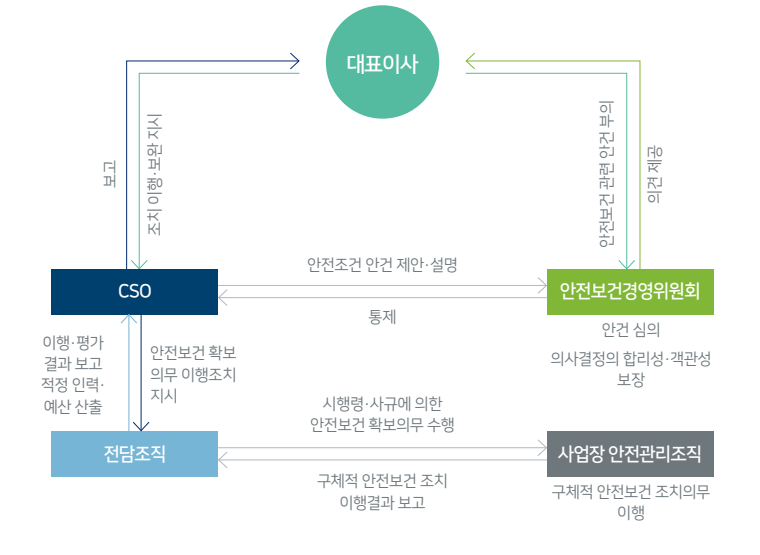 대표이사
보고
조치 이행·보완 지시
안전보건 관련 안건 부의
의견 제공
안전조건 안건 제안·설명
CSO
안전보건경영위원회
통제
안건 심의
의사결정의 합리성·객관성
보장
이행·평가
결과 보고
적정 인력·
예산 산출
안전보건 확보
의무 이행조치
지시
시행령·사규에 의한
안전보건 확보의무 수행
전담조직
사업장 안전관리조직
구체적 안전보건 조치
이행결과 보고
구체적 안전보건 조치의무
이행